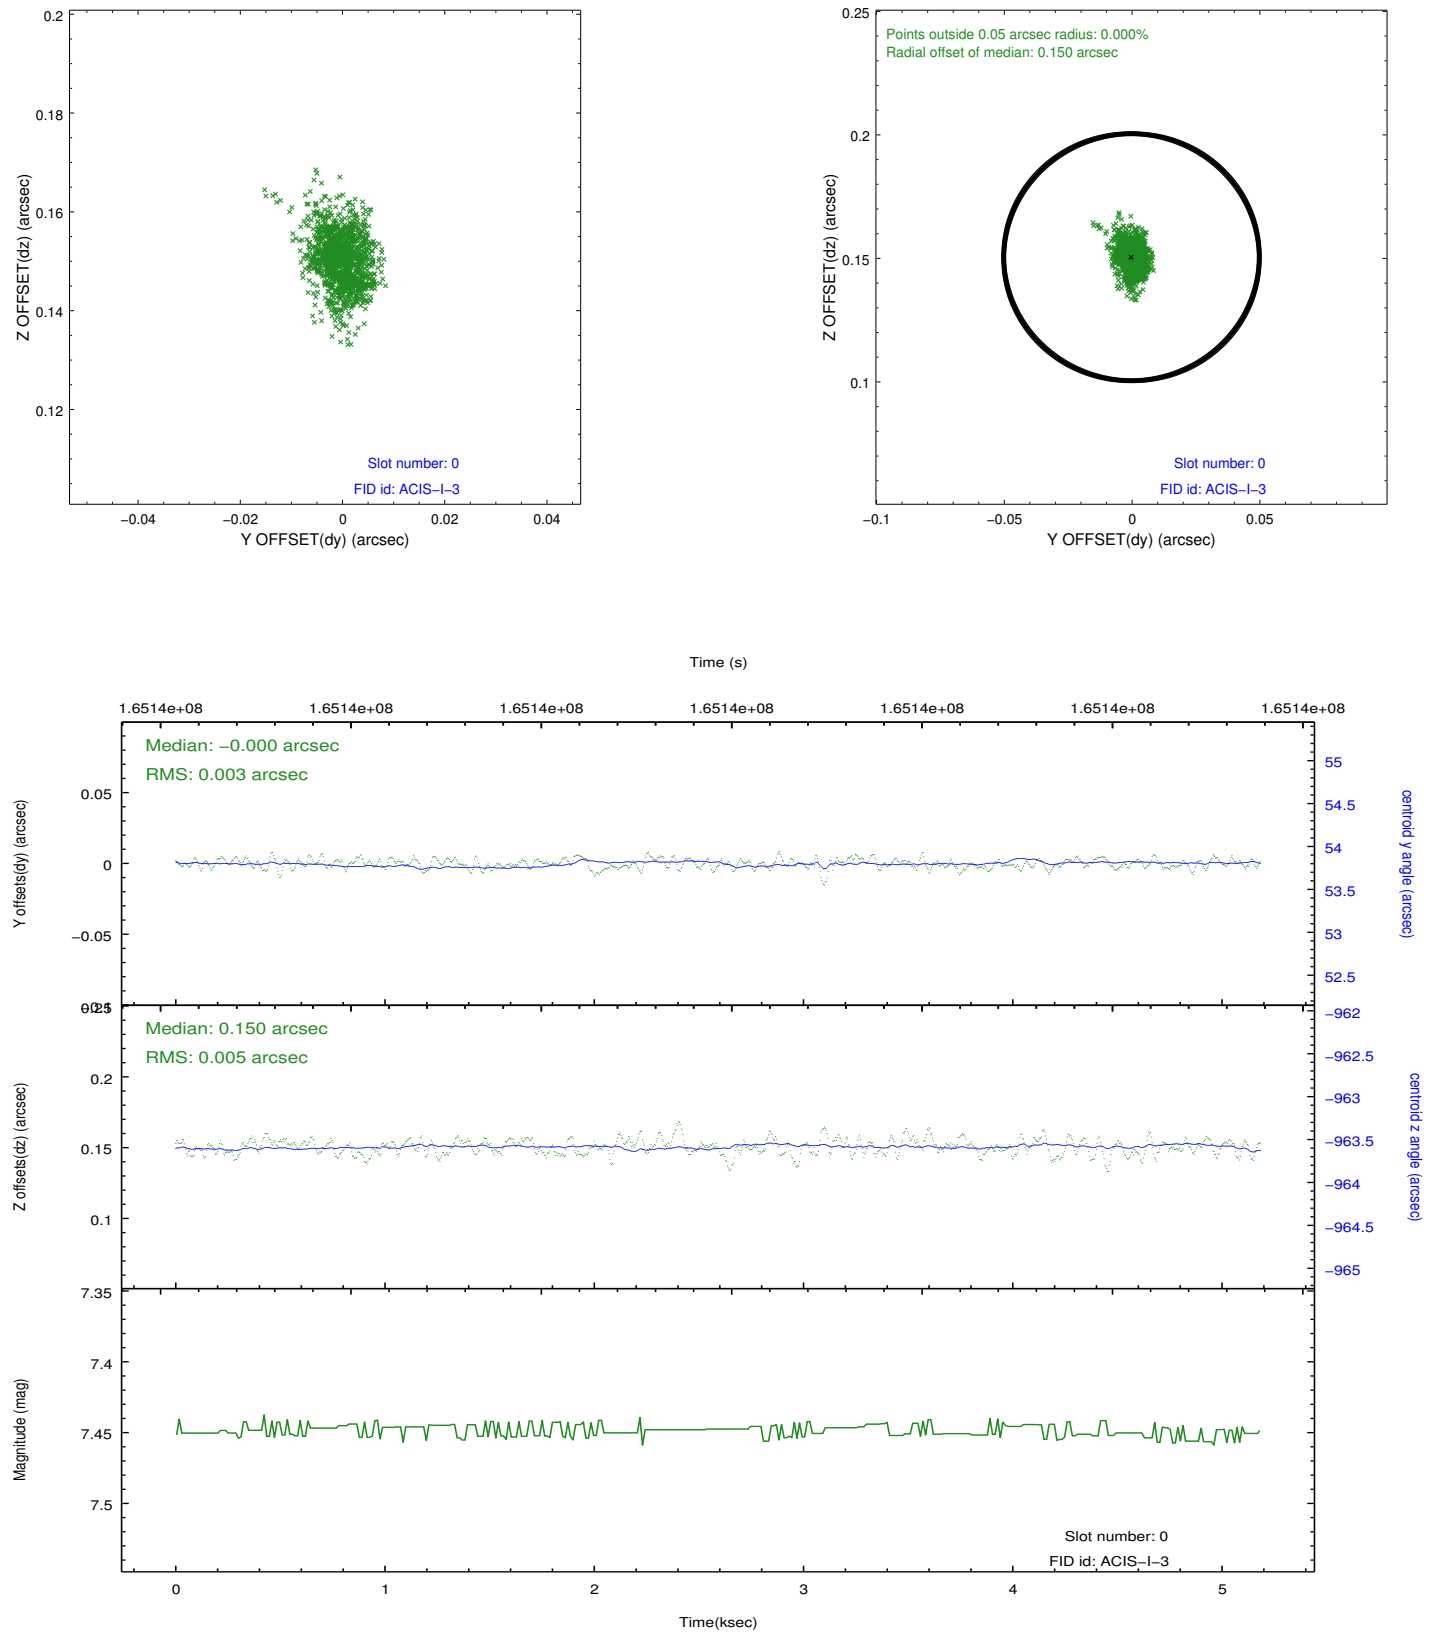 0.2
0.18
0.16
0.14
0.12
Z OFFSET(dz) (arcsec)
Slot number: 0
FID id: ACIS−I−3
−0.04 −0.02 0 0.02 0.04
Y OFFSET(dy) (arcsec)
0.25
0.2
0.15
0.1
Z OFFSET(dz) (arcsec)
Points outside 0.05 arcsec radius: 0.000%
Radial offset of median: 0.150 arcsec
Slot number: 0
FID id: ACIS−I−3
−0.1 −0.05 0 0.05
Y OFFSET(dy) (arcsec)
Time (s)
1.6514e+08 1.6514e+08 1.6514e+08 1.6514e+08 1.6514e+08 1.6514e+08 1.6514e+08
Median: −0.000 arcsec
RMS: 0.003 arcsec
0.05
0
−0.05
Y offsets(dy) (arcsec)
55
54.5
54
53.5
53
52.5
centroid y angle (arcsec)
Median: 0.150 arcsec
RMS: 0.005 arcsec
0.2
0.15
0.1
Z offsets(dz) (arcsec)
−962
−962.5
−963
−963.5
−964
−964.5
−965
centroid z angle (arcsec)
7.35
7.4
7.45
7.5
Magnitude (mag)
Slot number: 0
FID id: ACIS−I−3
0 1 2 3 4 5
Time(ksec)